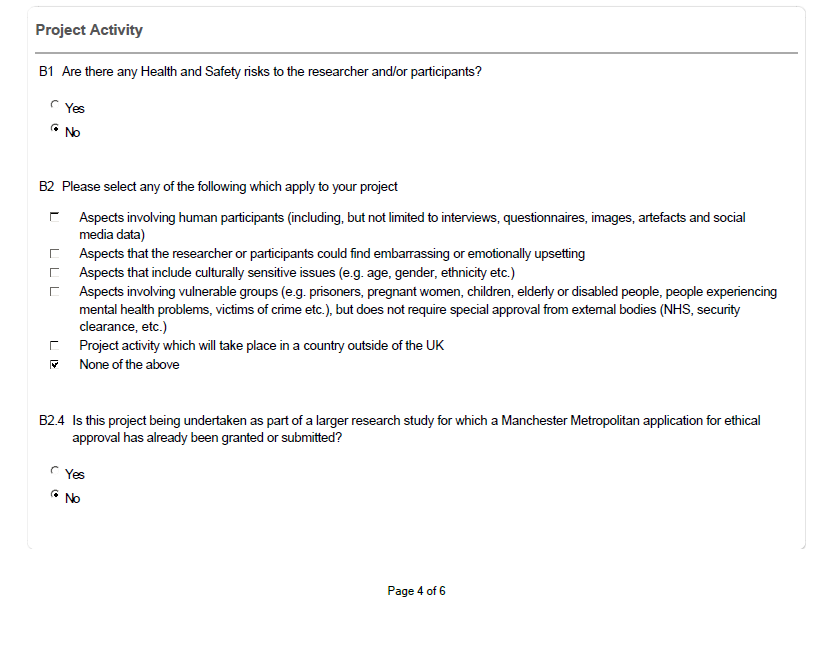 Project Activity
B1 Are there any Health and Safety risks to the researcher and/or participants?
Yes
No
B2 Please select any of the following which apply to your project
Aspects involving human participants (including, but not limited to interviews, questionnaires, images, artefacts and social
media data)
Aspects that the researcher or participants could find embarrassing or emotionally upsetting
Aspects that include culturally sensitive issues (e.g. age, gender, ethnicity etc.)
Aspects involving vulnerable groups (e.g. prisoners, pregnant women, children, elderly or disabled people, people experiencing
mental health problems, victims of crime etc.), but does not require special approval from external bodies (NHS, security
clearance, etc.)
Project activity which will take place in a country outside of the UK
None of the above
B2.4 Is this project being undertaken as part of a larger research study for which a Manchester Metropolitan application for ethical
approval has already been granted or submitted?
Yes
No
Page 4 of 6